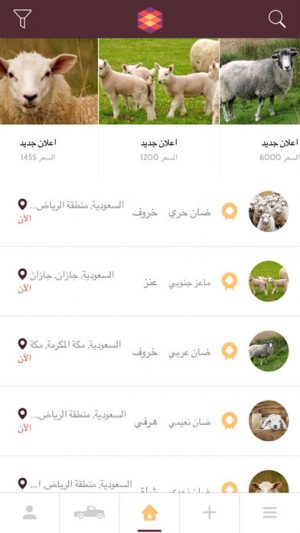 اعلان جديد
السعر 6000
اعلان جديد
السعر 1200
اعلان جديد
السعر 1455
ضان حري خروف السعودية, منطقة الرياض,...
الآن
ماعز جنوبي عنز السعودية, جازان, جازان
الآن
ضان عربي خروف السعودية, مكة المكرمة, مكة
الآن
ضان نعيمي هرفي السعودية, منطقة الرياض,...
الآن
ضان نجدي السعودية, منطقة الرياض, ا...